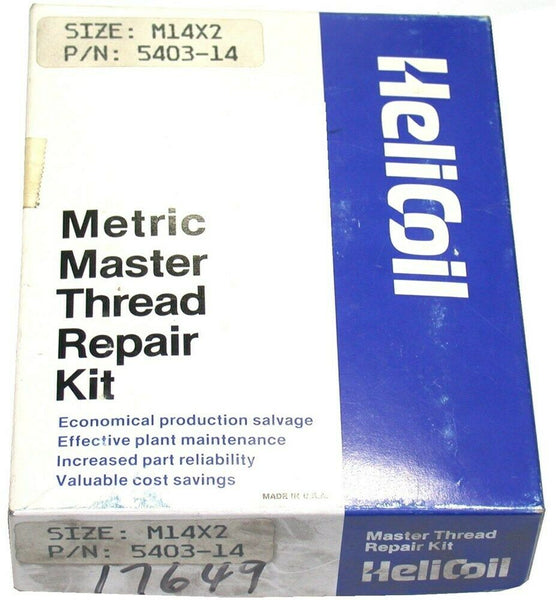 SIZE: M14X2
P/N: 5403-14
HeliCoil
Metric
Master
Thread
Repair
Kit
Economical production salvage
Effective plant maintenance
Increased part reliability
Valuable cost savings
MADE IN U.S.A.
SIZE: M14X2
P/N: 5403-14
17649
Master Thread
Repair Kit
HeliCoil